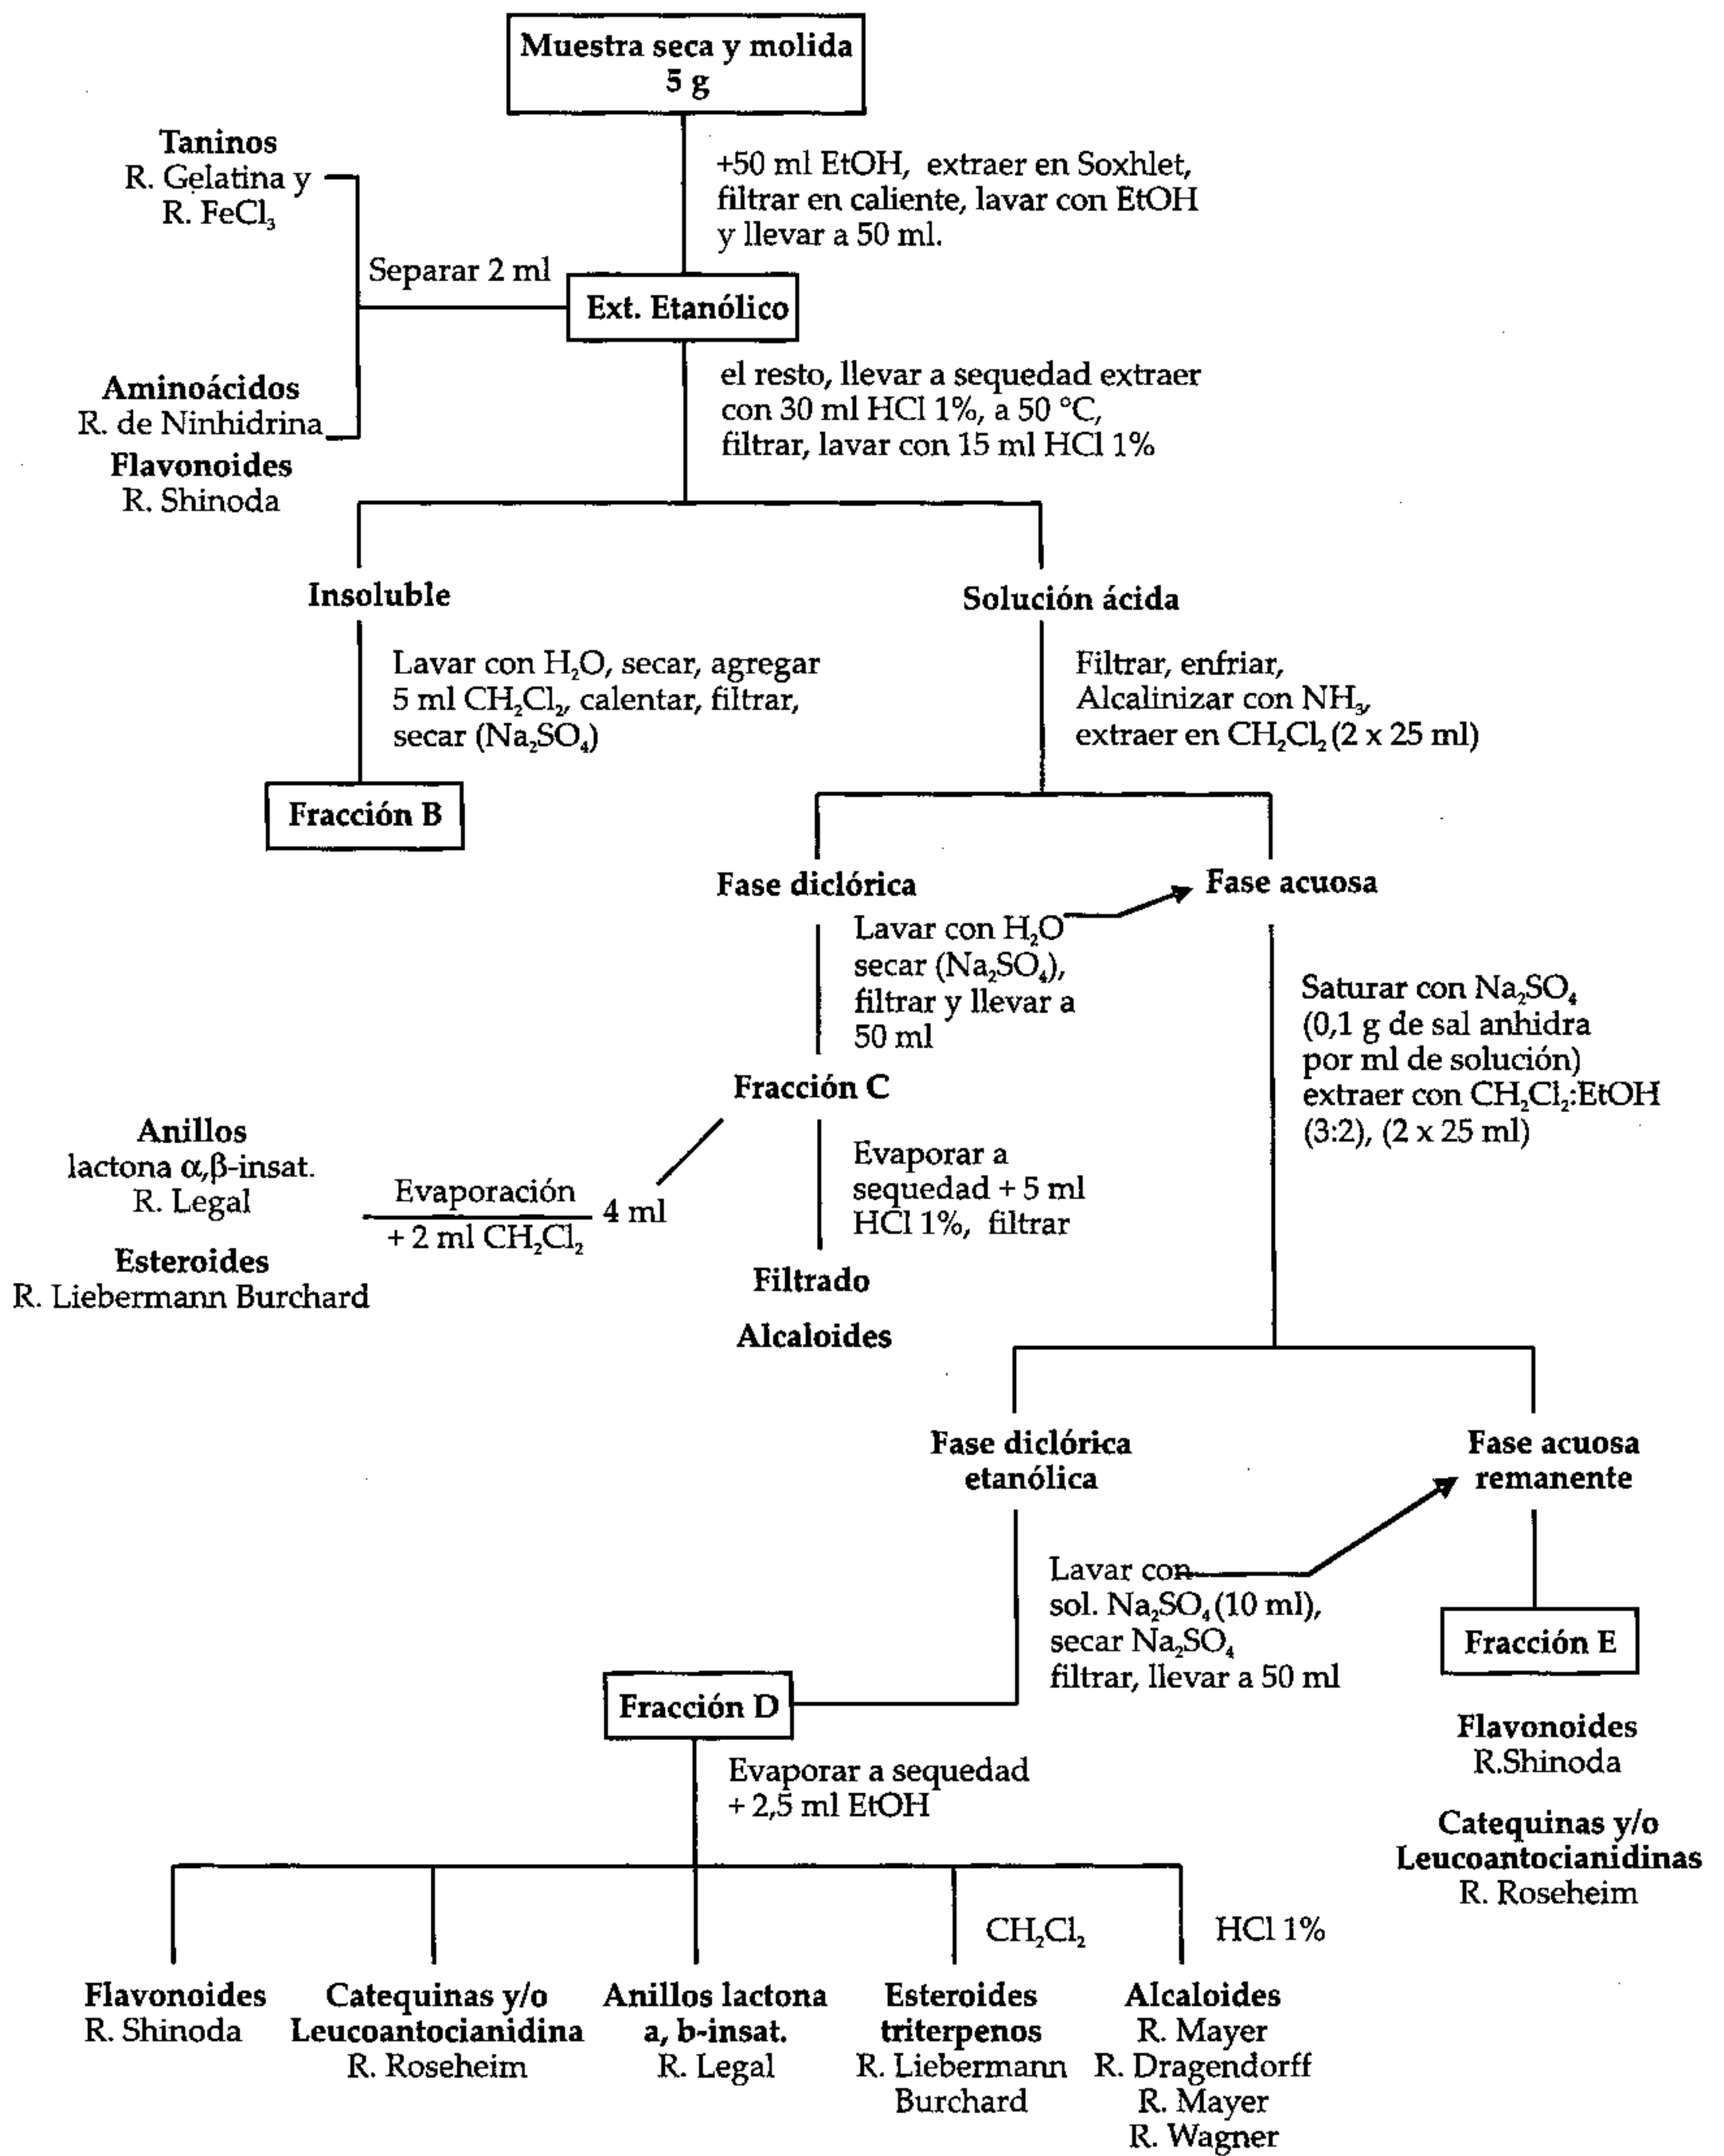 Muestra seca y molida
5 g
Taninos
R. Gelatina y
R. FeCl₃
+50 ml EtOH, extraer en Soxhlet,
filtrar en caliente, lavar con EtOH
y llevar a 50 ml.
Separar 2 ml
Ext. Etanólico
Aminoácidos
R. de Ninhidrina
Flavonoides
R. Shinoda
el resto, llevar a sequedad extraer
con 30 ml HCl 1%, a 50 °C,
filtrar, lavar con 15 ml HCl 1%
Insoluble
Solución ácida
Lavar con H₂O, secar, agregar
5 ml CH₂Cl₂, calentar, filtrar,
secar (Na₂SO₄)
Filtrar, enfriar,
Alcalinizar con NH₃,
extraer en CH₂Cl₂ (2 x 25 ml)
Fracción B
Fase diclórica
Fase acuosa
Lavar con H₂O
secar (Na₂SO₄),
filtrar y llevar a
50 ml
Saturar con Na₂SO₄
(0,1 g de sal anhidra
por ml de solución)
extraer con CH₂Cl₂:EtOH
(3:2), (2 x 25 ml)
Fracción C
Anillos
lactona α,β-insat.
R. Legal
Esteroides
R. Liebermann Burchard
Evaporación
+ 2 ml CH₂Cl₂
4 ml
Evaporar a
sequedad + 5 ml
HCl 1%, filtrar
Filtrado
Alcaloides
Fase diclórica
etanólica
Fase acuosa
remanente
Lavar con
sol. Na₂SO₄ (10 ml),
secar Na₂SO₄
filtrar, llevar a 50 ml
Fracción E
Flavonoides
R.Shinoda
Catequinas y/o
Leucoantocianidinas
R. Roseheim
Fracción D
Evaporar a sequedad
+ 2,5 ml EtOH
CH₂Cl₂
HCl 1%
Flavonoides
R. Shinoda
Catequinas y/o
Leucoantocianidina
R. Roseheim
Anillos lactona
a, b-insat.
R. Legal
Esteroides
triterpenos
R. Liebermann
Burchard
Alcaloides
R. Mayer
R. Dragendorff
R. Mayer
R. Wagner